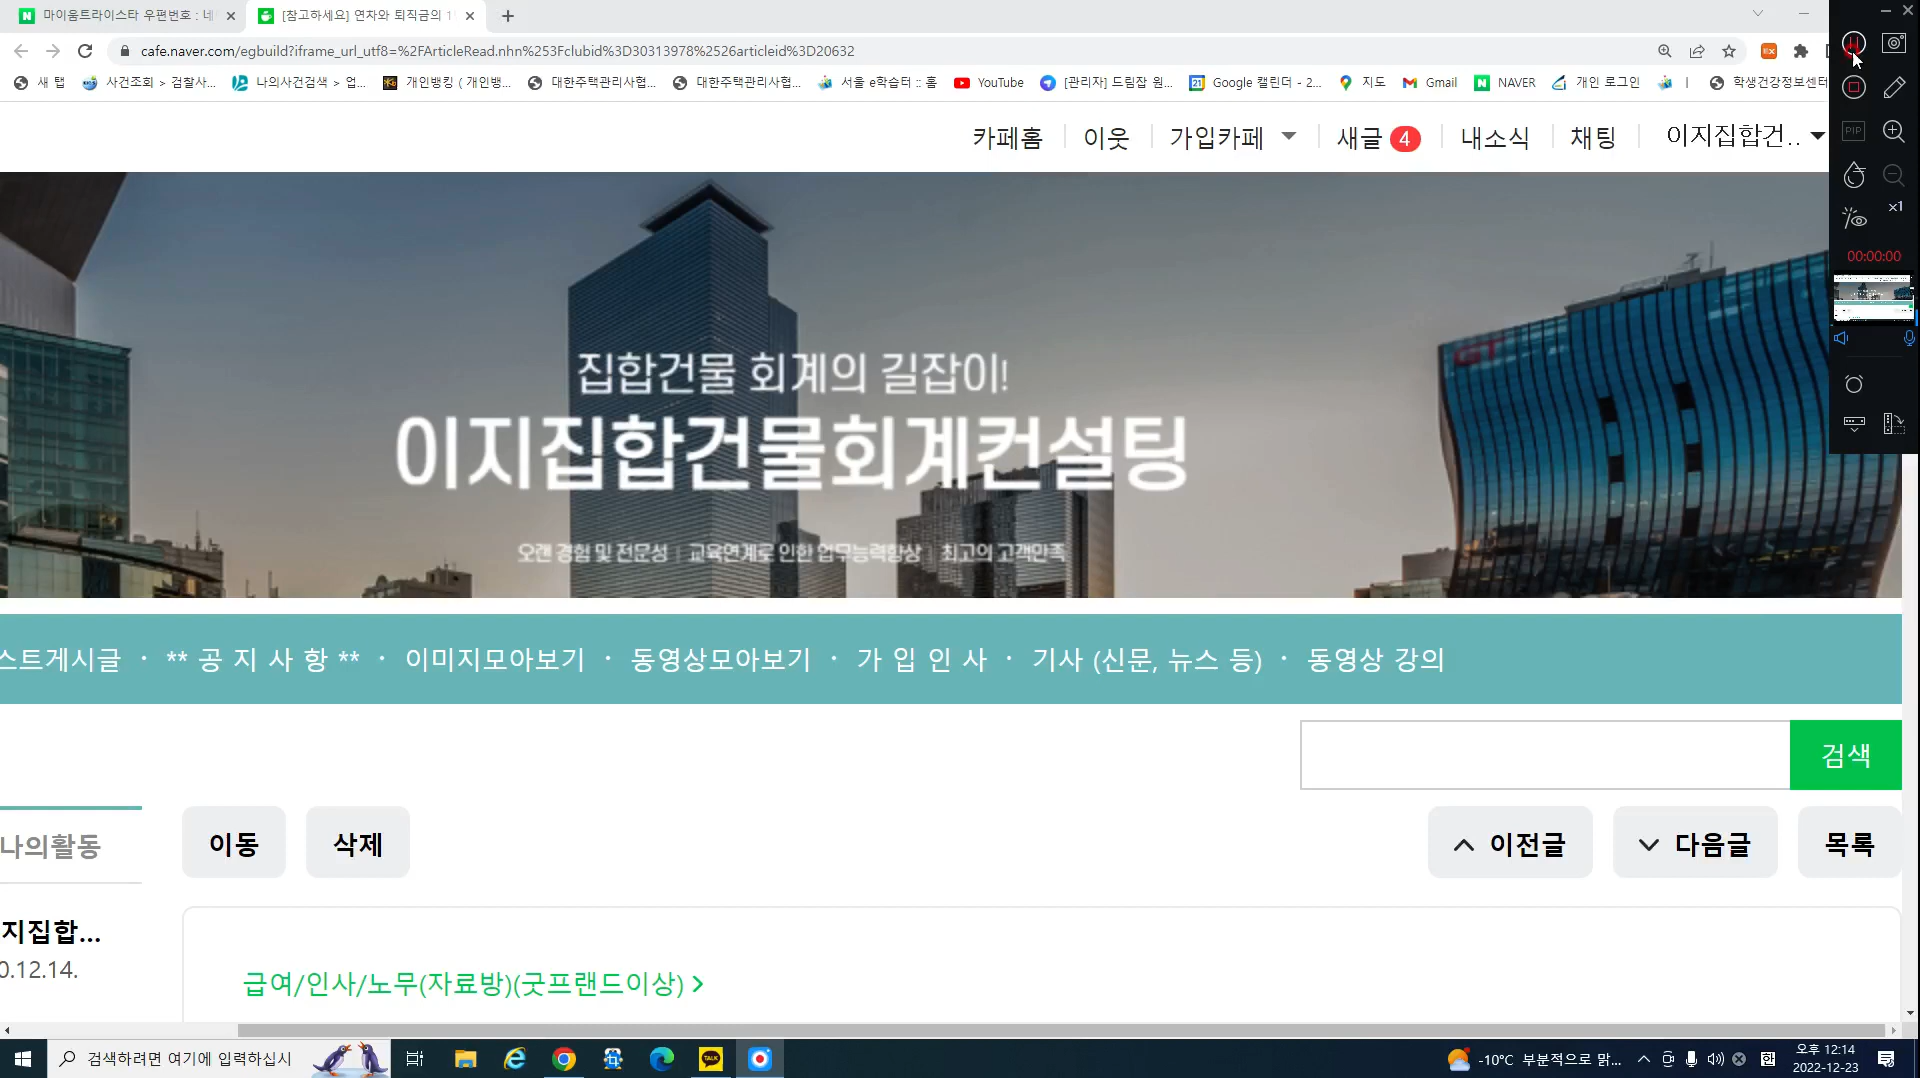 마이움트라이스타 우편번호 : 네
[참고하세요] 연차와 퇴직금의 1
cafe.naver.com/egbuild?iframe_url_utf8=%2FArticleRead.nhn%253Fclubid%3D30313978%2526articleid%3D20632
새 탭
사건조회 > 검찰사...
나의사건검색 > 업...
개인뱅킹 ( 개인뱅...
대한주택관리사협...
대한주택관리사협...
서울 e학습터 :: 홈
YouTube
[관리자] 드림잡 원...
Google 캘린더 - 2...
지도
Gmail
NAVER
개인 로그인
학생건강정보센터
카페홈
이웃
가입카페
새글 4
내소식
채팅
이지집합건..
PIP
x1
00:00:00
GT
집합건물 회계의 길잡이!
이지집합건물회계컨설팅
오랜 경험 및 전문성 | 교육연계로 인한 업무능력향상 | 최고의 고객만족
스트게시글 · ** 공 지 사 항 ** · 이미지모아보기 · 동영상모아보기 · 가 입 인 사 · 기사 (신문, 뉴스 등) · 동영상 강의
검색
나의활동
이동
삭제
이전글
다음글
목록
지집합...
0.12.14.
급여/인사/노무(자료방)(굿프랜드이상) >
검색하려면 여기에 입력하십시
TALK
-10°C 부분적으로 맑...
오후 12:14
2022-12-23